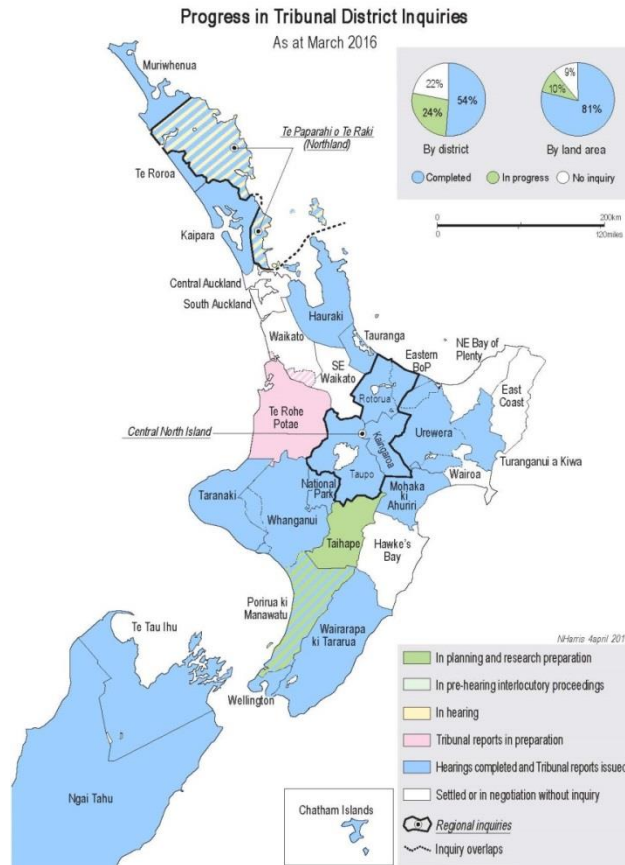 Progress in Tribunal District Inquiries
As at March 2016
Muriwhenua
Te Paparahi o Te Raki
(Northland)
Te Roroa
Kaipara
22%
54%
24%
By district
9%
10%
81%
By land area
Completed
In progress
No inquiry
0
200km
0
120miles
Central Auckland
South Auckland
Hauraki
Waikato
Tauranga
SE
Waikato
Eastern
BoP
NE Bay of
Plenty
East
Coast
Te Rohe
Potae
Rotorua
Central North Island
Kaingaroa
Urewera
Turanganui a Kiwa
Taupo
Wairoa
Taranaki
National
Park
Mohaka
ki
Ahuriri
Whanganui
Taihape
Hawke's
Bay
Porirua ki
Manawatu
Te Tau Ihu
Wairarapa
ki Tararua
Wellington
Ngai Tahu
Chatham Islands
NHarris 4april 201
In planning and research preparation
In pre-hearing interlocutory proceedings
In hearing
Tribunal reports in preparation
Hearings completed and Tribunal reports issued
Settled or in negotiation without inquiry
Regional inquiries
Inquiry overlaps